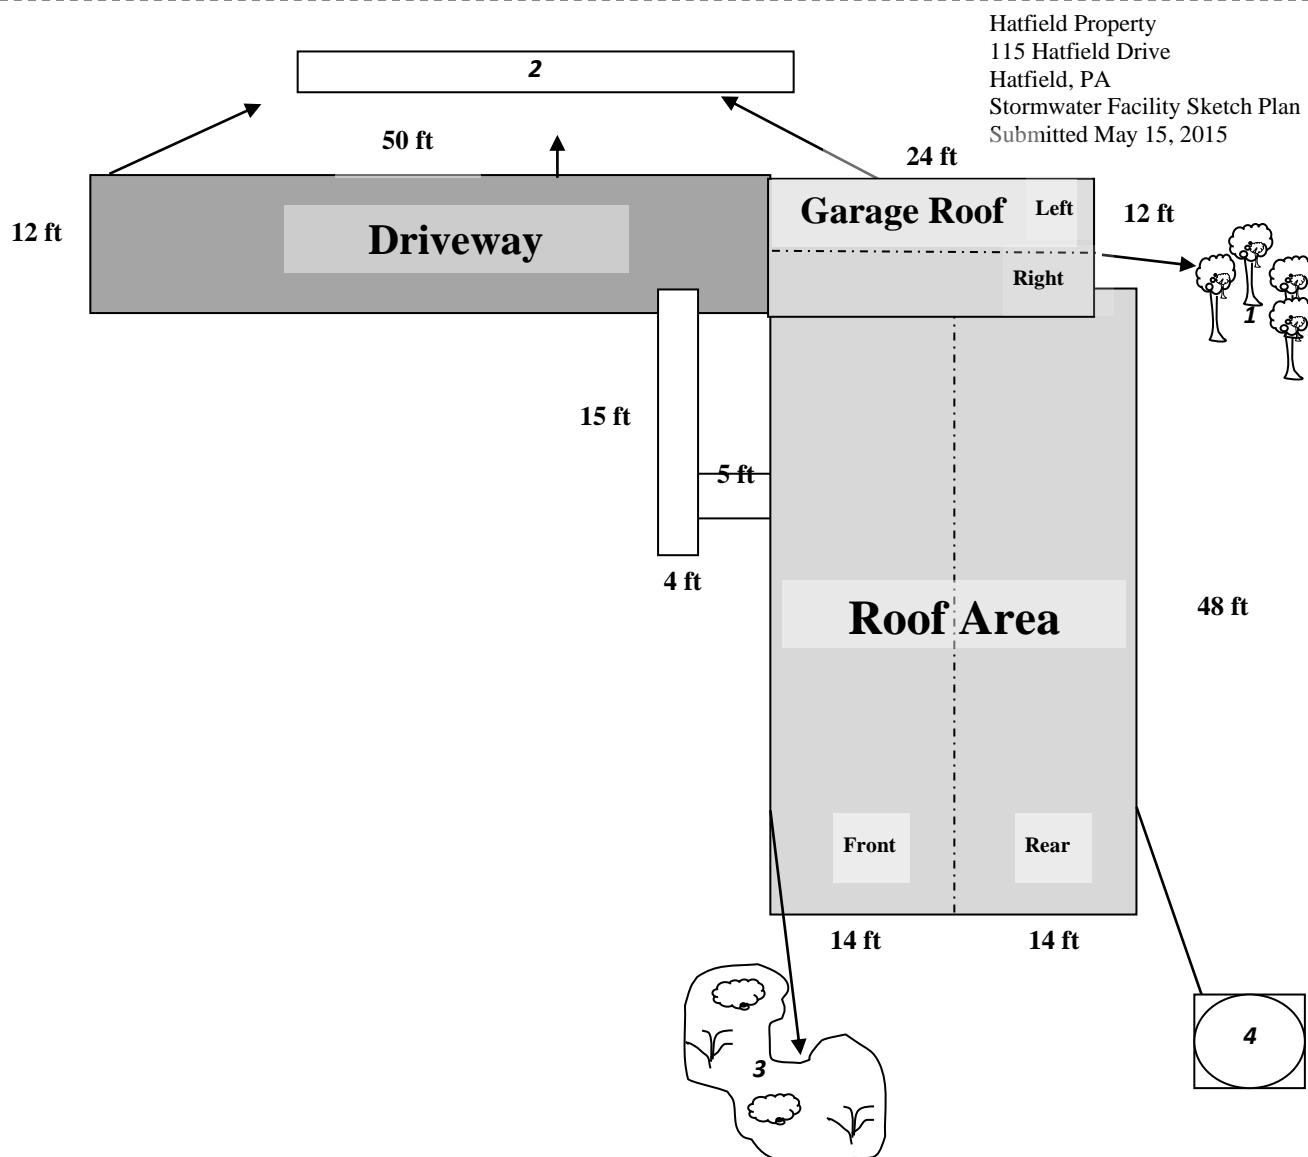 Hatfield Property
115 Hatfield Drive
Hatfield, PA
Stormwater Facility Sketch Plan
Submitted May 15, 2015
2
50 ft
24 ft
12 ft
Driveway
Garage Roof
Left
12 ft
Right
1
15 ft
5 ft
4 ft
Roof Area
48 ft
Front
Rear
14 ft
14 ft
3
4